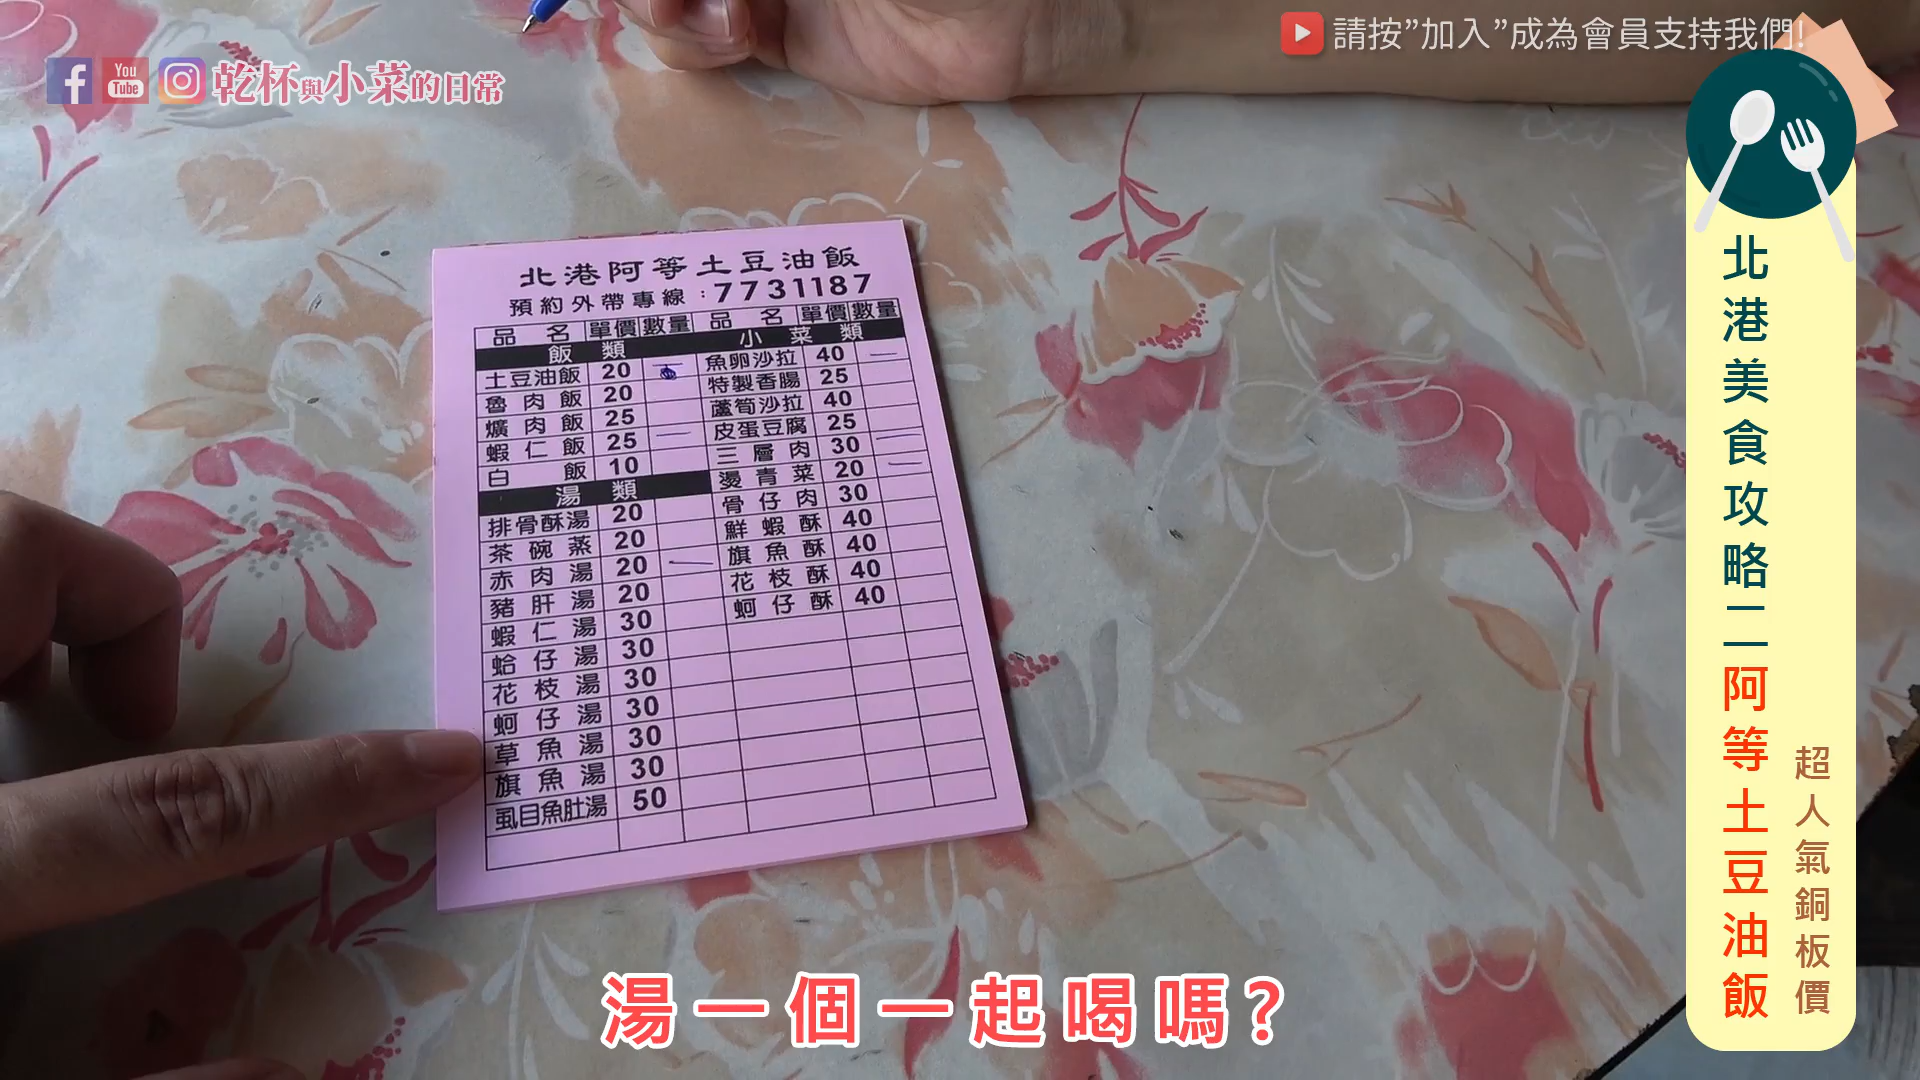 請按”加入”成為會員支持我們!
You
Tube
乾杯與小菜的日常
北港阿等土豆油飯
預約外帶專線：7731187
品名 單價 數量 品名 單價 數量
飯類
土豆油飯 20
魯肉飯 20
爌肉飯 25
蝦仁飯 25 一
白飯 10
湯類
排骨酥湯 20
茶碗蒸 20
赤肉湯 20 一
豬肝湯 20
蝦仁湯 30
蛤仔湯 30
花枝湯 30
蚵仔湯 30
草魚湯 30
旗魚湯 30
虱目魚肚湯 50
小菜類
魚卵沙拉 40 一
特製香腸 25
蘆筍沙拉 40
皮蛋豆腐 25
三層肉 30 一
燙青菜 20 一
骨仔肉 30
鮮蝦酥 40
旗魚酥 40
花枝酥 40
蚵仔酥 40
北港美食攻略二阿等土豆油飯
超人氣銅板價
湯一個一起喝嗎?